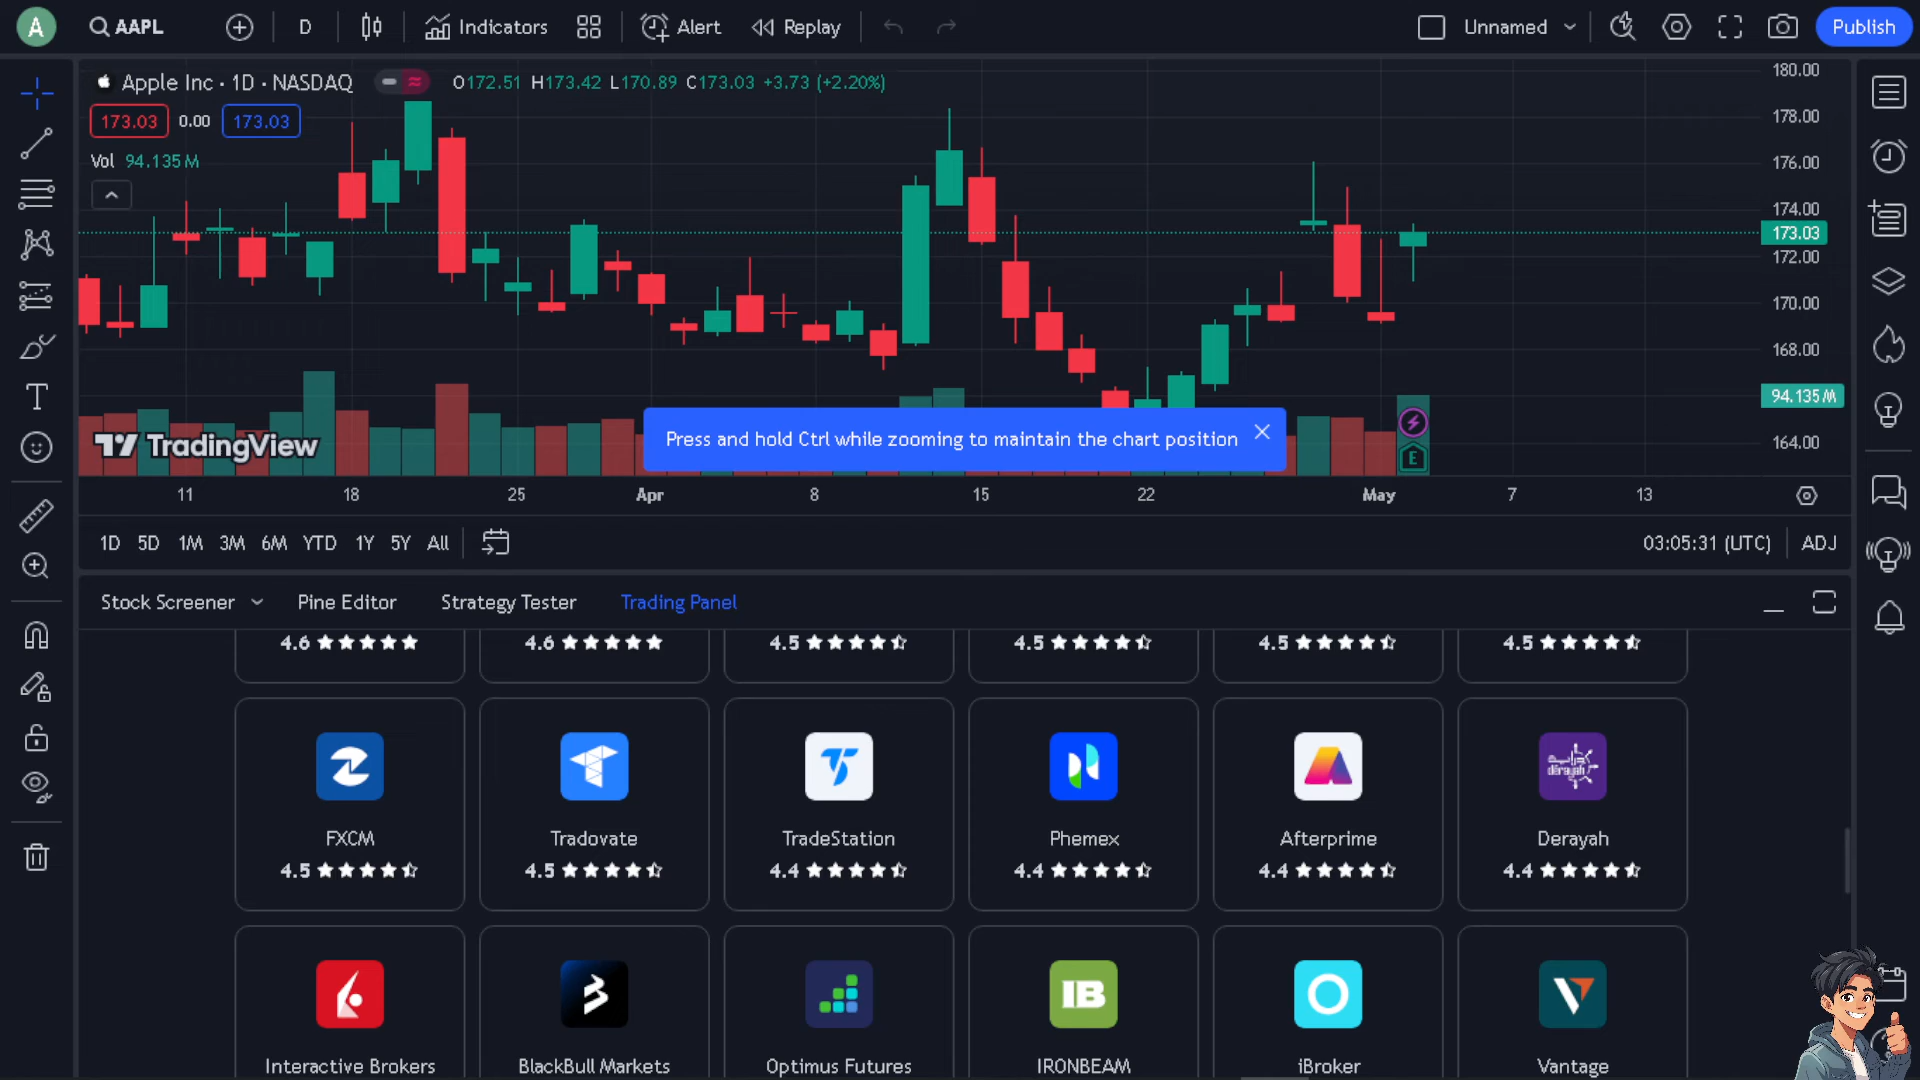 A
AAPL
D
Indicators
Alert
Replay
Unnamed
Publish
Apple Inc · 1D · NASDAQ
O172.51 H173.42 L170.89 C173.03 +3.73 (+2.20%)
173.03 0.00 173.03
Vol 94.135 M
180.00
178.00
176.00
174.00
173.03
172.00
170.00
168.00
94.135 M
164.00
TradingView
Press and hold Ctrl while zooming to maintain the chart position
E
11 18 25 Apr 8 15 22 May 7 13
1D 5D 1M 3M 6M YTD 1Y 5Y All
03:05:31 (UTC) ADJ
Stock Screener Pine Editor Strategy Tester Trading Panel
4.6 4.6 4.5 4.5 4.5 4.5
dërayah
FXCM Tradovate TradeStation Phemex Afterprime Derayah
4.5 4.5 4.4 4.4 4.4 4.4
IB
Interactive Brokers BlackBull Markets Optimus Futures IRONBEAM iBroker Vantage